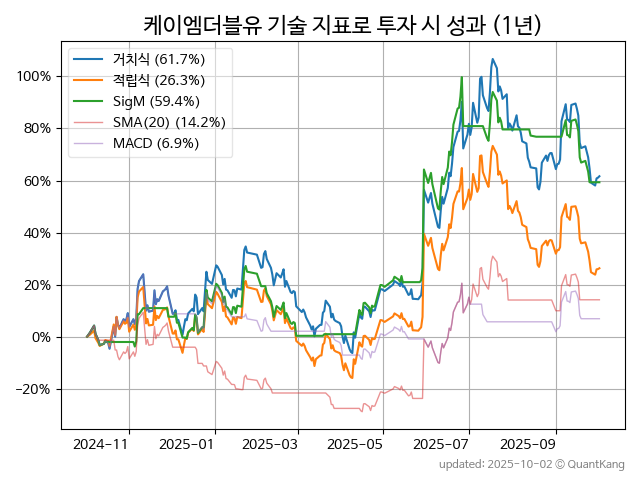 케이엠더블유 기술 지표로 투자 시 성과 (1년)
거치식 (61.7%)
적립식 (26.3%)
SigM (59.4%)
SMA(20) (14.2%)
MACD (6.9%)
100%
80%
60%
40%
20%
0%
−20%
2024-11 2025-01 2025-03 2025-05 2025-07 2025-09
updated: 2025-10-02 © QuantKang